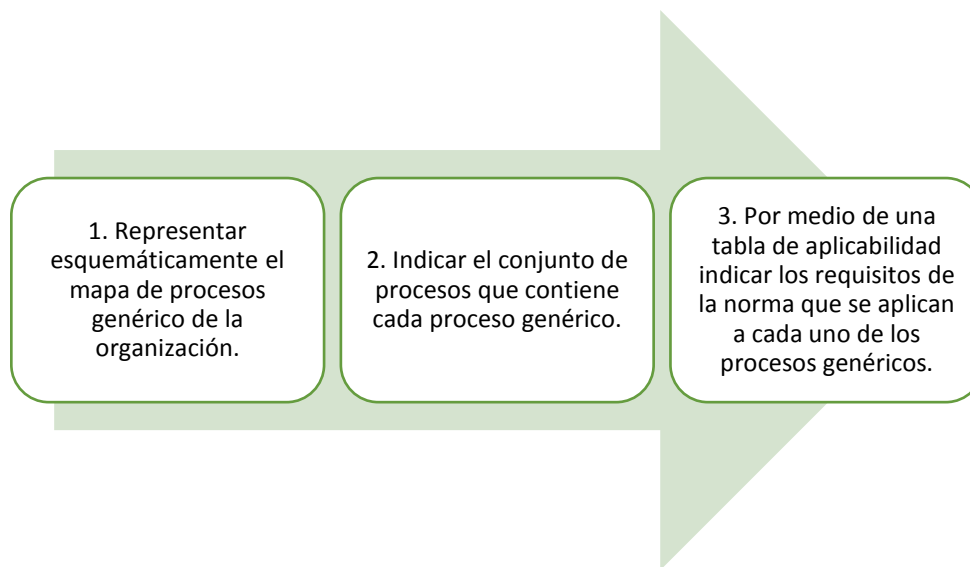 1. Representar
esquemáticamente el
mapa de procesos
genérico de la
organización.
2. Indicar el conjunto de
procesos que contiene
cada proceso genérico.
3. Por medio de una
tabla de aplicabilidad
indicar los requisitos de
la norma que se aplican
a cada uno de los
procesos genéricos.